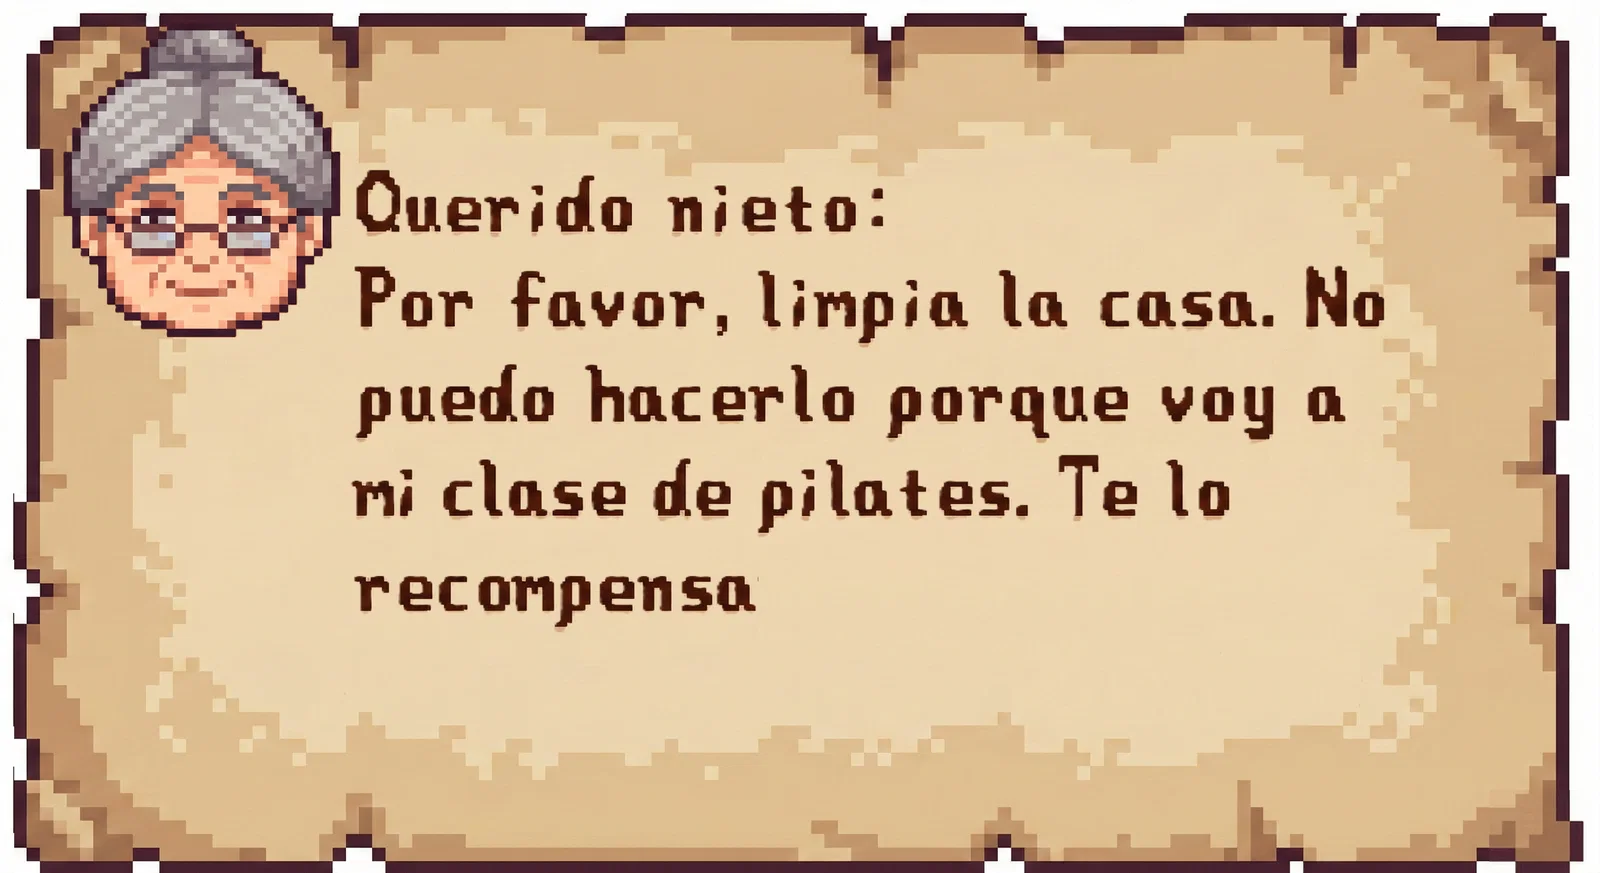 Querido nieto:
Por favor, limpia la casa. No
puedo hacerlo porque voy a
mi clase de pilates. Te lo
recompensa